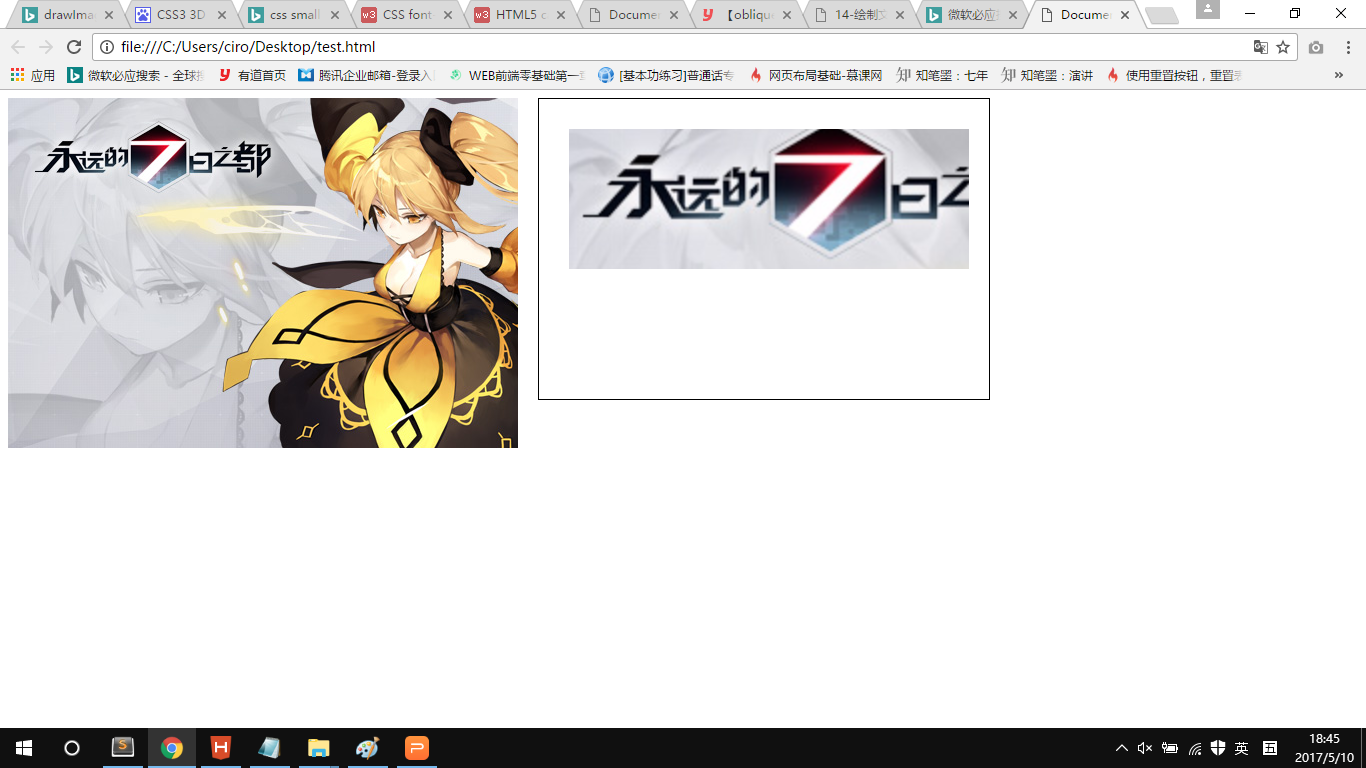 drawIma
CSS3 3D
css small
CSS font
HTML5 c
Docume
【obliqu
14-绘制文
微软必应
Docume
file:///C:/Users/ciro/Desktop/test.html
应用 微软必应搜索 - 全球 有道首页 腾讯企业邮箱-登录入 WEB前端零基础第一 [基本功练习]普通话专 网页布局基础-慕课网 知笔墨：七年 知笔墨：演讲 使用重置按钮，重置
永远的7日之都
永远的7日之
英
18:45
2017/5/10